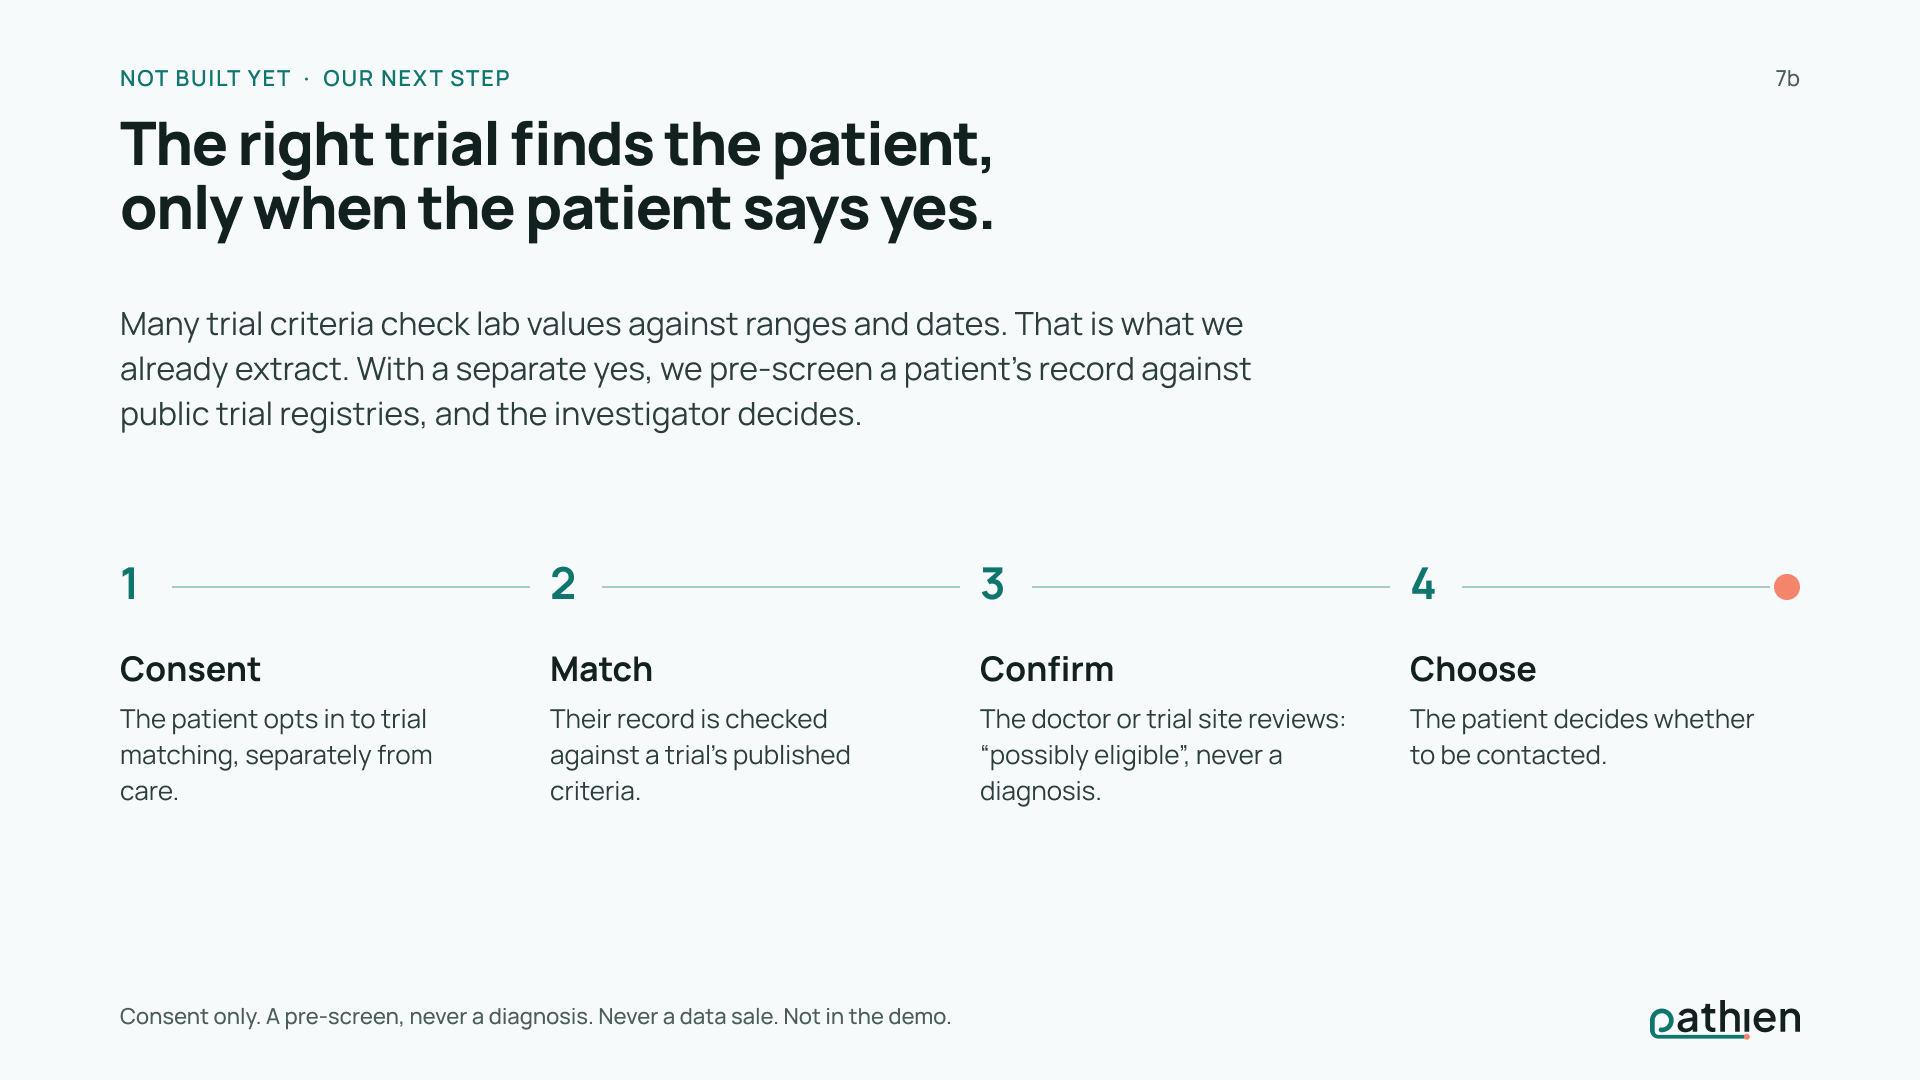 NOT BUILT YET · OUR NEXT STEP
7b
The right trial finds the patient,
only when the patient says yes.
Many trial criteria check lab values against ranges and dates. That is what we
already extract. With a separate yes, we pre-screen a patient’s record against
public trial registries, and the investigator decides.
1
2
3
4
Consent
The patient opts in to trial
matching, separately from
care.
Match
Their record is checked
against a trial’s published
criteria.
Confirm
The doctor or trial site reviews:
“possibly eligible”, never a
diagnosis.
Choose
The patient decides whether
to be contacted.
Consent only. A pre-screen, never a diagnosis. Never a data sale. Not in the demo.
pathien